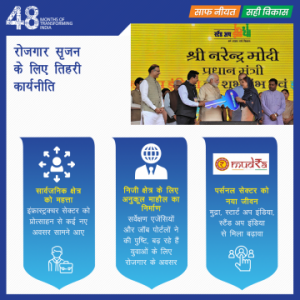 48 MONTHS OF
TRANSFORMING
INDIA
साफ नीयत सही विकास
रोजगार सृजन
के लिए तिहरी
कार्यनीति
श्री नरेन्द्र मोदी
प्रधान मंत्री
सार्वजनिक क्षेत्र
को महत्ता
इंफ्रास्ट्रक्चर सेक्टर को
प्रोत्साहन से कई नए
अवसर सामने आए
निजी क्षेत्र के लिए
अनुकूल माहौल का
निर्माण
सर्वेक्षण एजेंसियों
और जॉब पोर्टलों ने
की पुष्टि, बढ़ रहे हैं
युवाओं के लिए
रोजगार के अवसर
MUDRA
पर्सनल सेक्टर को
नया जीवन
मुद्रा, स्टार्ट अप इंडिया,
स्टैंड अप इंडिया
से मिला बढ़ावा